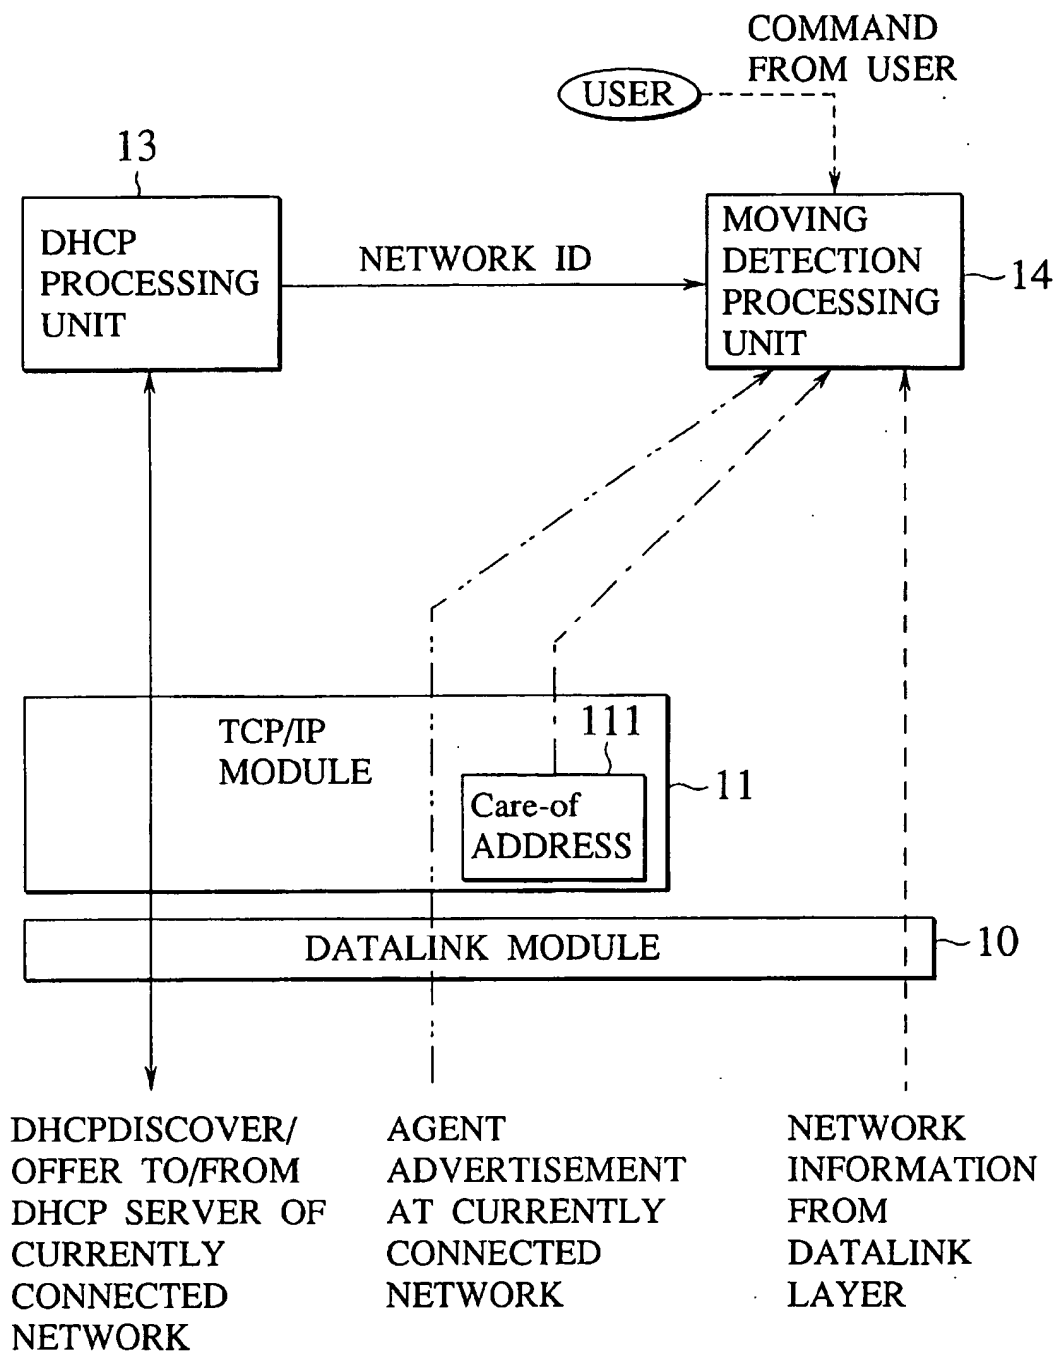 COMMAND
FROM USER
USER
13
DHCP
PROCESSING
UNIT
NETWORK ID
MOVING
DETECTION
PROCESSING
UNIT
14
TCP/IP
MODULE
111
Care-of
ADDRESS
11
DATALINK MODULE
10
DHCPDISCOVER/
OFFER TO/FROM
DHCP SERVER OF
CURRENTLY
CONNECTED
NETWORK
AGENT
ADVERTISEMENT
AT CURRENTLY
CONNECTED
NETWORK
NETWORK
INFORMATION
FROM
DATALINK
LAYER